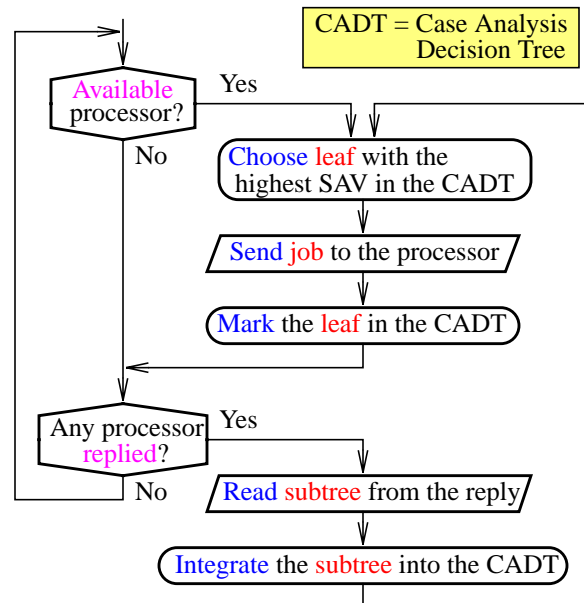 CADT = Case Analysis
Decision Tree
Available
processor?
Yes
No
Choose leaf with the
highest SAV in the CADT
Send job to the processor
Mark the leaf in the CADT
Any processor
replied?
Yes
No
Read subtree from the reply
Integrate the subtree into the CADT